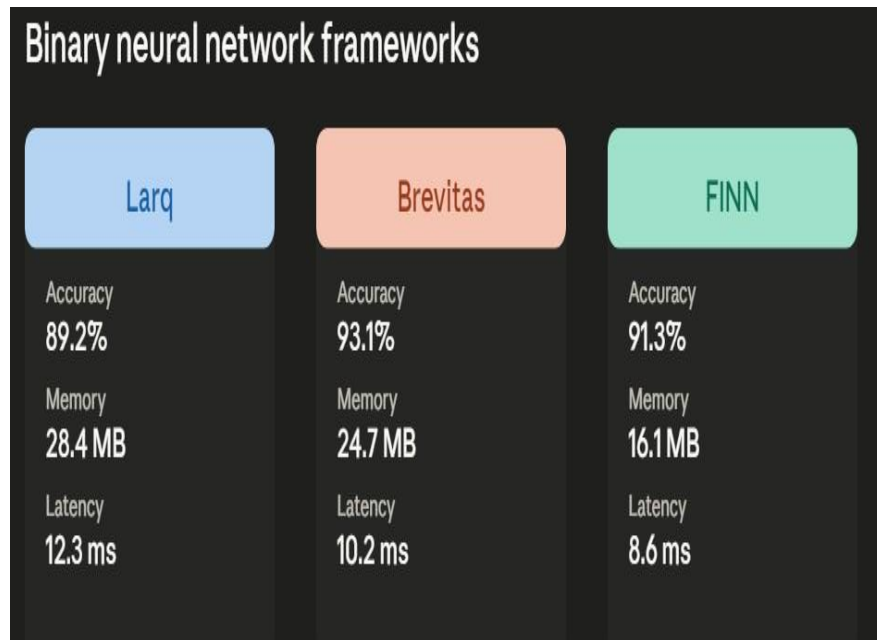 Binary neural network frameworks
Larq
Accuracy
89.2%
Memory
28.4 MB
Latency
12.3 ms
Brevitas
Accuracy
93.1%
Memory
24.7 MB
Latency
10.2 ms
FINN
Accuracy
91.3%
Memory
16.1 MB
Latency
8.6 ms